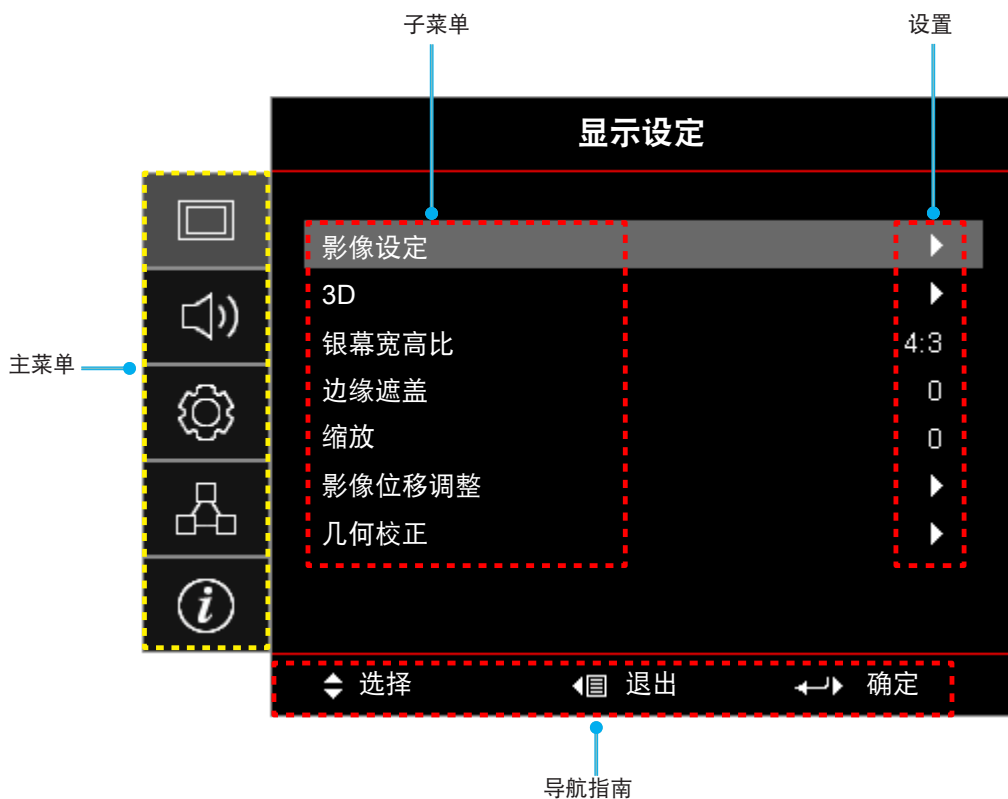 子菜单
设置
显示设定
影像设定
3D
银幕宽高比 4:3
主菜单
边缘遮盖 0
缩放 0
影像位移调整
几何校正
选择 退出 确定
导航指南